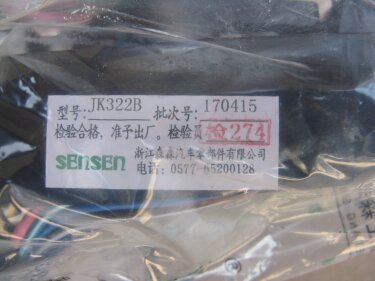 型号: JK322B 批次号: 170415
检验合格, 准予出厂。检验员 检274
SENSEN 浙江森森汽车零部件有限公司
电话: 0577-65200128